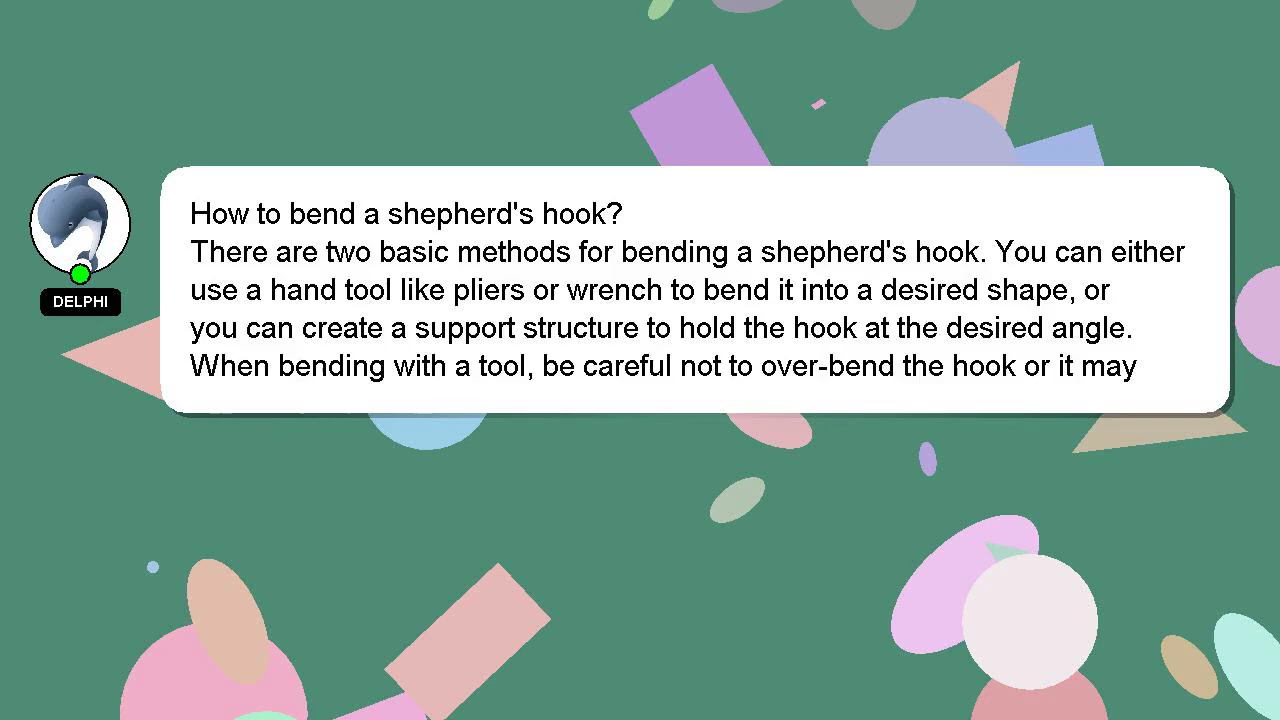 How to bend a shepherd's hook?
There are two basic methods for bending a shepherd's hook. You can either
use a hand tool like pliers or wrench to bend it into a desired shape, or
you can create a support structure to hold the hook at the desired angle.
When bending with a tool, be careful not to over-bend the hook or it may
DELPHI